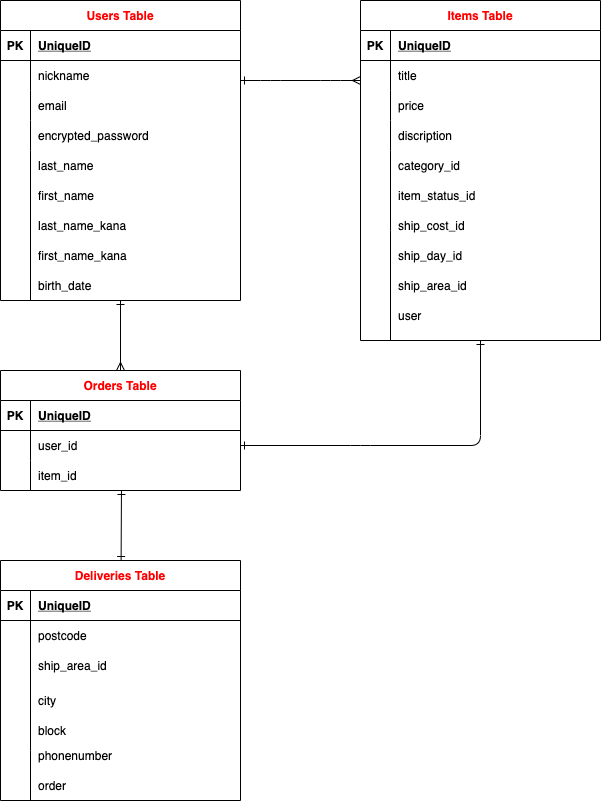 Users Table
PK UniqueID
nickname
email
encrypted_password
last_name
first_name
last_name_kana
first_name_kana
birth_date
Items Table
PK UniqueID
title
price
discription
category_id
item_status_id
ship_cost_id
ship_day_id
ship_area_id
user
Orders Table
PK UniqueID
user_id
item_id
Deliveries Table
PK UniqueID
postcode
ship_area_id
city
block
phonenumber
order